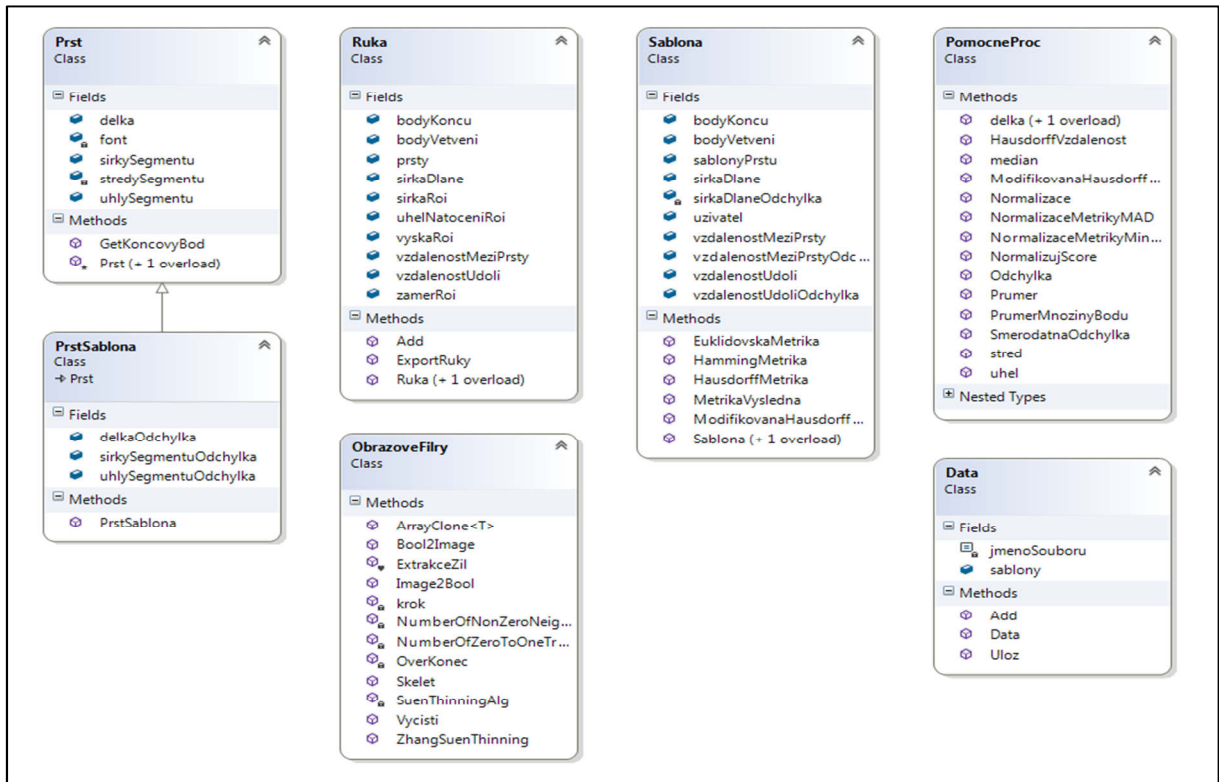 Prst
Class
Fields
delka
font
sirkySegmentu
stredySegmentu
uhlySegmentu
Methods
GetKoncovyBod
Prst (+ 1 overload)
PrstSablona
Class
Prst
Fields
delkaOdchylka
sirkySegmentuOdchylka
uhlySegmentuOdchylka
Methods
PrstSablona
Ruka
Class
Fields
bodyKoncu
bodyVetveni
prsty
sirkaDlane
sirkaRoi
uhelNatoceniRoi
vyskaRoi
vzdalenostMeziPrsty
vzdalenostUdoli
zamerRoi
Methods
Add
ExportRuky
Ruka (+ 1 overload)
ObrazoveFilry
Class
Methods
ArrayClone<T>
Bool2Image
ExtrakceZil
Image2Bool
krok
NumberOfNonZeroNeig...
NumberOfZeroToOneTr...
OverKonec
Skelet
SuenThinningAlg
Vycisti
ZhangSuenThinning
Sablona
Class
Fields
bodyKoncu
bodyVetveni
sablonyPrstu
sirkaDlane
sirkaDlaneOdchylka
uzivatel
vzdalenostMeziPrsty
vzdalenostMeziPrstyOdc...
vzdalenostUdoli
vzdalenostUdoliOdchylka
Methods
EuklidovskaMetrika
HammingMetrika
HausdorffMetrika
MetrikaVysledna
ModifikovanaHausdorff...
Sablona (+ 1 overload)
PomocneProc
Class
Methods
delka (+ 1 overload)
HausdorffVzdalenost
median
ModifikovanaHausdorff...
Normalizace
NormalizaceMetrikyMAD
NormalizaceMetrikyMin...
NormalizujScore
Odchylka
Prumer
PrumerMnozinyBodu
SmerodatnaOdchylka
stred
uhel
Nested Types
Data
Class
Fields
jmenoSouboru
sablony
Methods
Add
Data
Uloz